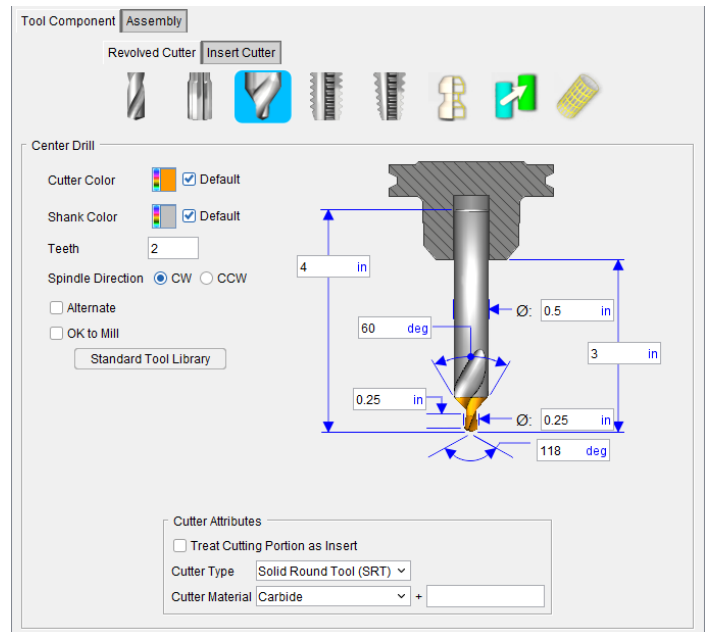 Tool Component Assembly
Revolved Cutter Insert Cutter
Center Drill
Cutter Color Default
Shank Color Default
Teeth 2
Spindle Direction CW CCW
Alternate
OK to Mill
Standard Tool Library
4 in
Ø: 0.5 in
60 deg
3 in
0.25 in
Ø: 0.25 in
118 deg
Cutter Attributes
Treat Cutting Portion as Insert
Cutter Type Solid Round Tool (SRT)
Cutter Material Carbide +